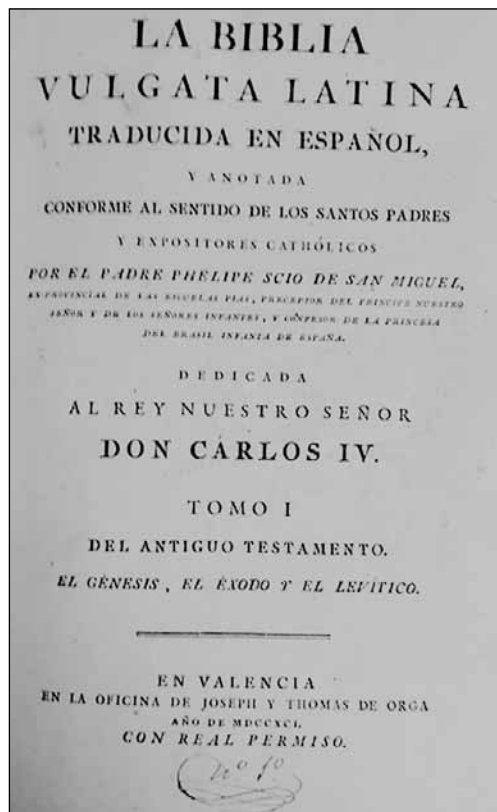 LA BIBLIA
VULGATA LATINA
TRADUCIDA EN ESPAÑOL,
Y ANOTADA
CONFORME AL SENTIDO DE LOS SANTOS PADRES
Y EXPOSITORES CATHÓLICOS
POR EL PADRE PHELIPE SCIO DE SAN MIGUEL,
EX-PROVINCIAL DE LAS ESCUELAS PIAS, PRECEPTOR DEL PRINCIPE NUESTRO
SEÑOR Y DE LOS SEÑORES INFANTES, Y CONFESOR DE LA PRINCESA
DEL BRASIL INFANTA DE ESPAÑA.
DEDICADA
AL REY NUESTRO SEÑOR
DON CÁRLOS IV.
TOMO I
DEL ANTIGUO TESTAMENTO.
EL GÉNESIS, EL ÉXODO Y EL LEVÍTICO.
EN VALENCIA
EN LA OFICINA DE JOSEPH Y THOMAS DE ORGA
AÑO DE MDCCXCI.
CON REAL PERMISO.
nº 1º